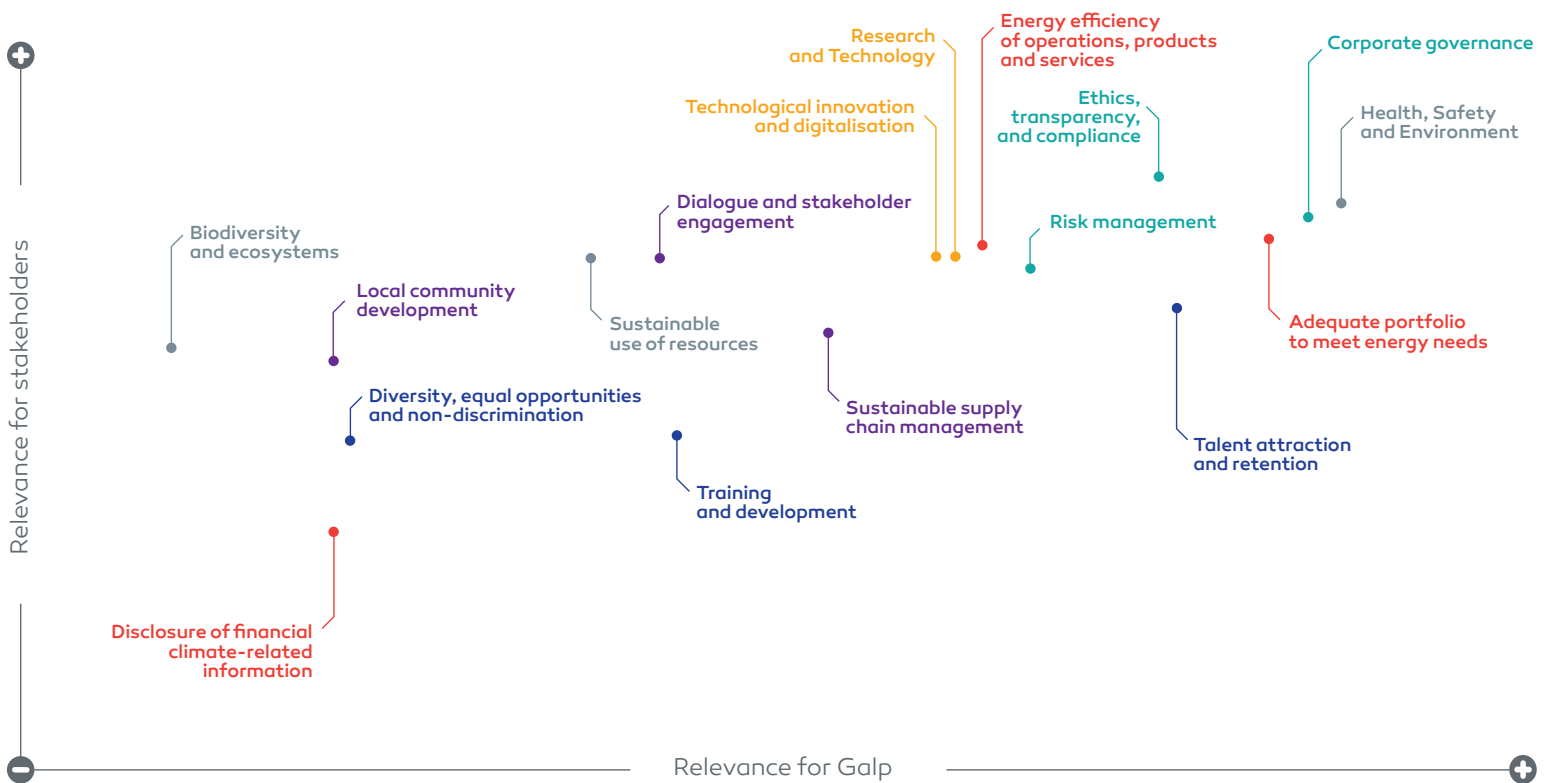 Research
and Technology
Energy efficiency
of operations, products
and services
Corporate governance
Technological innovation
and digitalisation
Ethics,
transparency,
and compliance
Health, Safety
and Environment
Dialogue and stakeholder
engagement
Risk management
Biodiversity
and ecosystems
Local community
development
Sustainable
use of resources
Adequate portfolio
to meet energy needs
Diversity, equal opportunities
and non-discrimination
Sustainable supply
chain management
Talent attraction
and retention
Training
and development
Disclosure of financial
climate-related
information
Relevance for stakeholders
Relevance for Galp